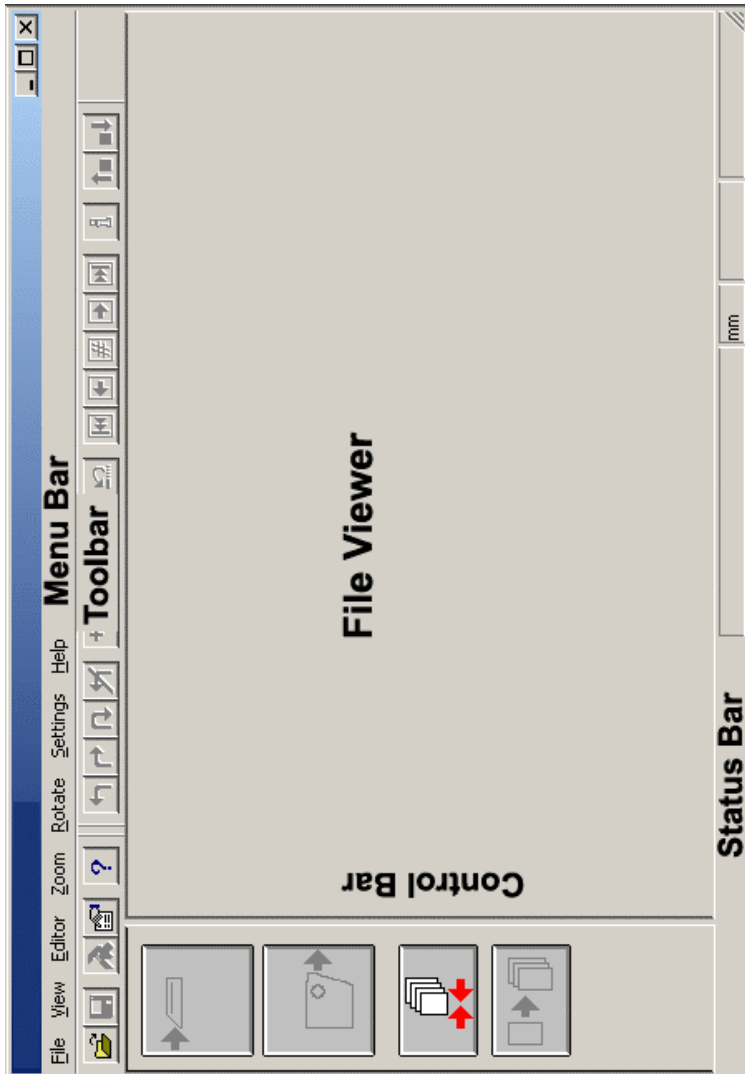 File View Editor Zoom Rotate Settings Help
Menu Bar
Toolbar
File Viewer
Control Bar
Status Bar
mm